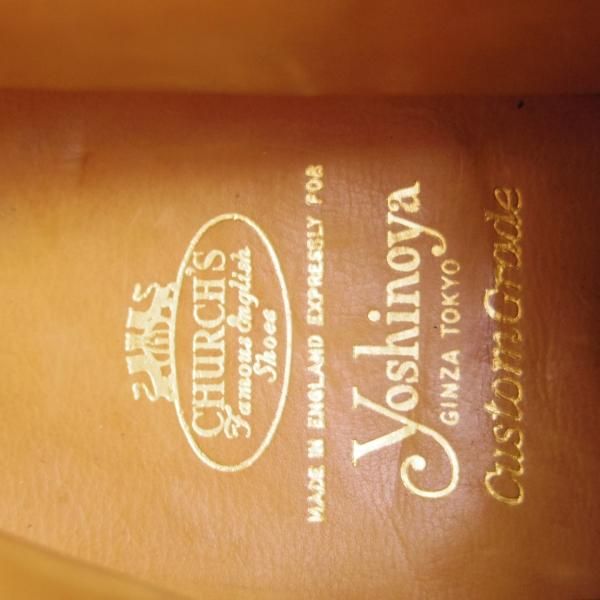 CHURCH'S
Famous English
Shoes
MADE IN ENGLAND EXPRESSLY FOR
Yoshinoya
GINZA TOKYO
Custom Grade